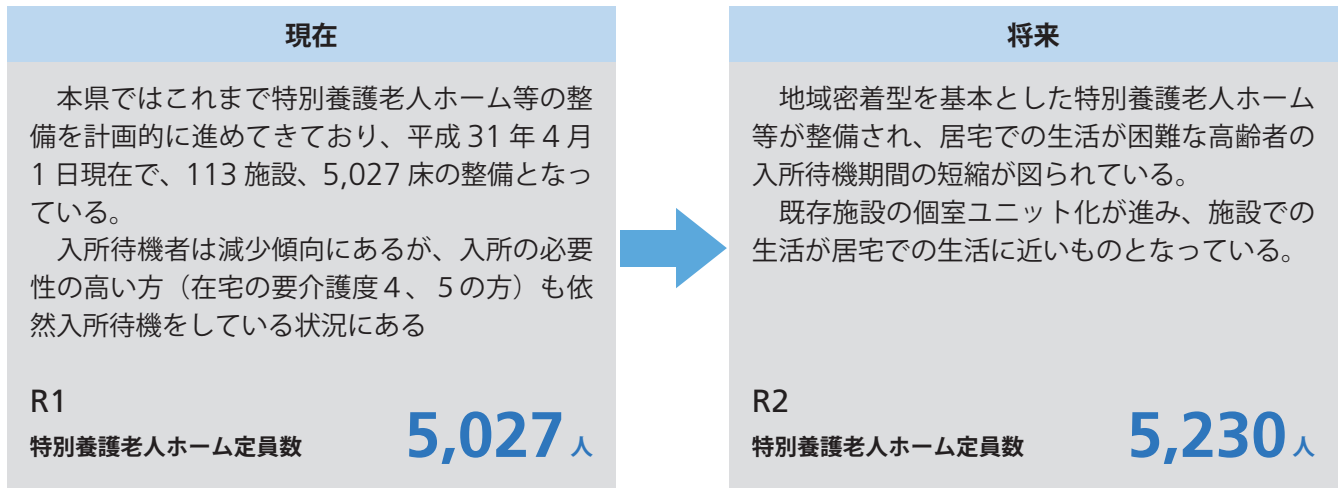 現在
　本県ではこれまで特別養護老人ホーム等の整
備を計画的に進めてきており、平成 31 年 4 月
1 日現在で、113 施設、5,027 床の整備となっ
ている。
　入所待機者は減少傾向にあるが、入所の必要
性の高い方（在宅の要介護度４、５の方）も依
然入所待機をしている状況にある
R1
特別養護老人ホーム定員数 5,027 人
将来
　地域密着型を基本とした特別養護老人ホーム
等が整備され、居宅での生活が困難な高齢者の
入所待機期間の短縮が図られている。
　既存施設の個室ユニット化が進み、施設での
生活が居宅での生活に近いものとなっている。
R2
特別養護老人ホーム定員数 5,230 人